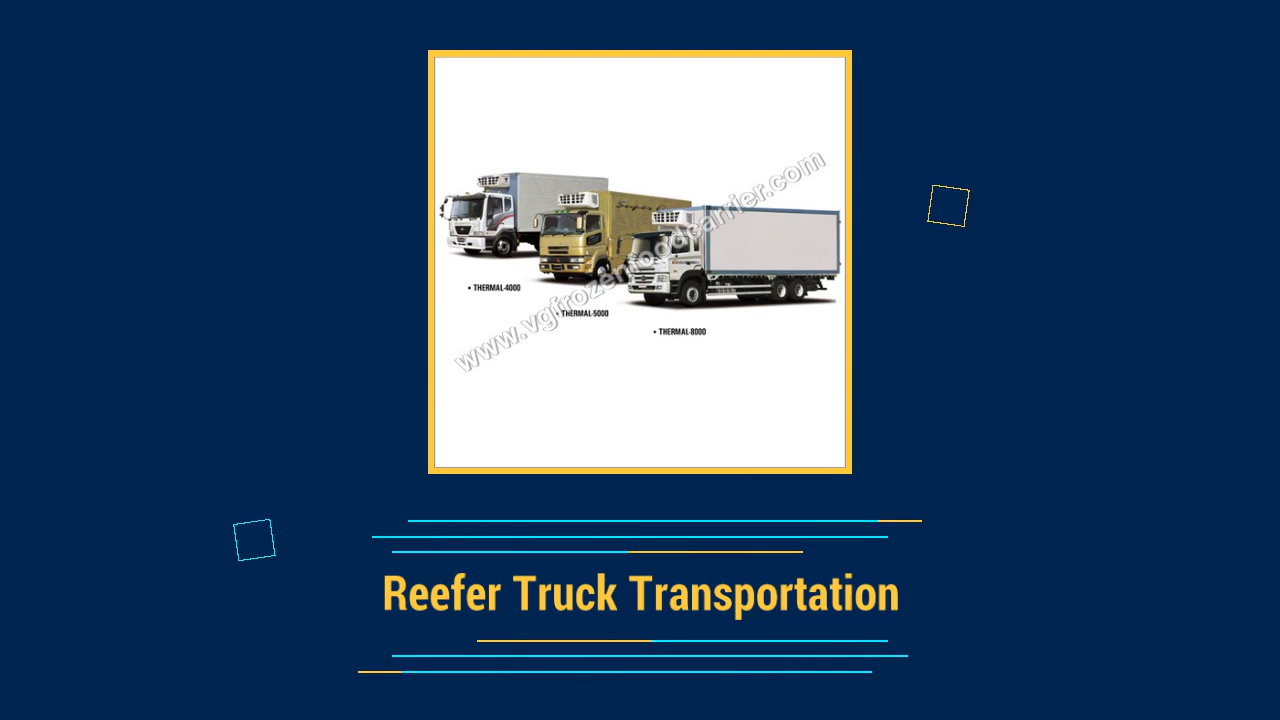 www.vgfrozenfoodcarrier.com
• THERMAL-4000
• THERMAL-5000
• THERMAL-8000
Reefer Truck Transportation